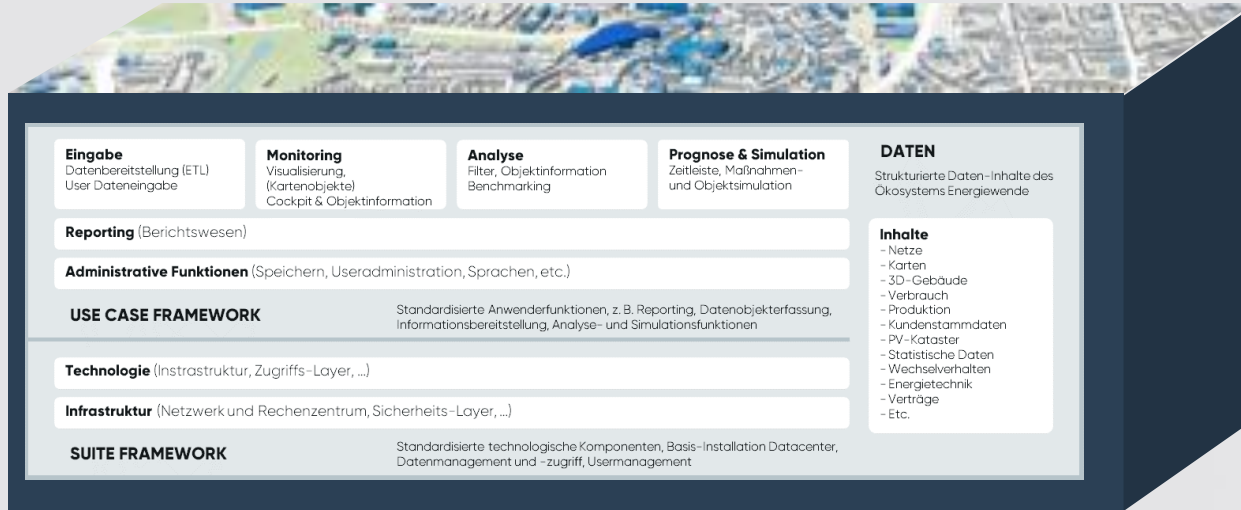 Eingabe
Datenbereitstellung (ETL)
User Dateneingabe
Monitoring
Visualisierung,
(Kartenobjekte)
Cockpit & Objektinformation
Analyse
Filter, Objektinformation
Benchmarking
Prognose & Simulation
Zeitleiste, Maßnahmen-
und Objektsimulation
Reporting (Berichtswesen)
Administrative Funktionen (Speichern, Useradministration, Sprachen, etc.)
USE CASE FRAMEWORK
Standardisierte Anwenderfunktionen, z. B. Reporting, Datenobjekterfassung,
Informationsbereitstellung, Analyse- und Simulationsfunktionen
Technologie (Instrastruktur, Zugriffs-Layer, ...)
Infrastruktur (Netzwerk und Rechenzentrum, Sicherheits-Layer, ...)
SUITE FRAMEWORK
Standardisierte technologische Komponenten, Basis-Installation Datacenter,
Datenmanagement und -zugriff, Usermanagement
DATEN
Strukturierte Daten-Inhalte des
Ökosystems Energiewende
Inhalte
- Netze
- Karten
- 3D-Gebäude
- Verbrauch
- Produktion
- Kundenstammdaten
- PV-Kataster
- Statistische Daten
- Wechselverhalten
- Energietechnik
- Verträge
- Etc.